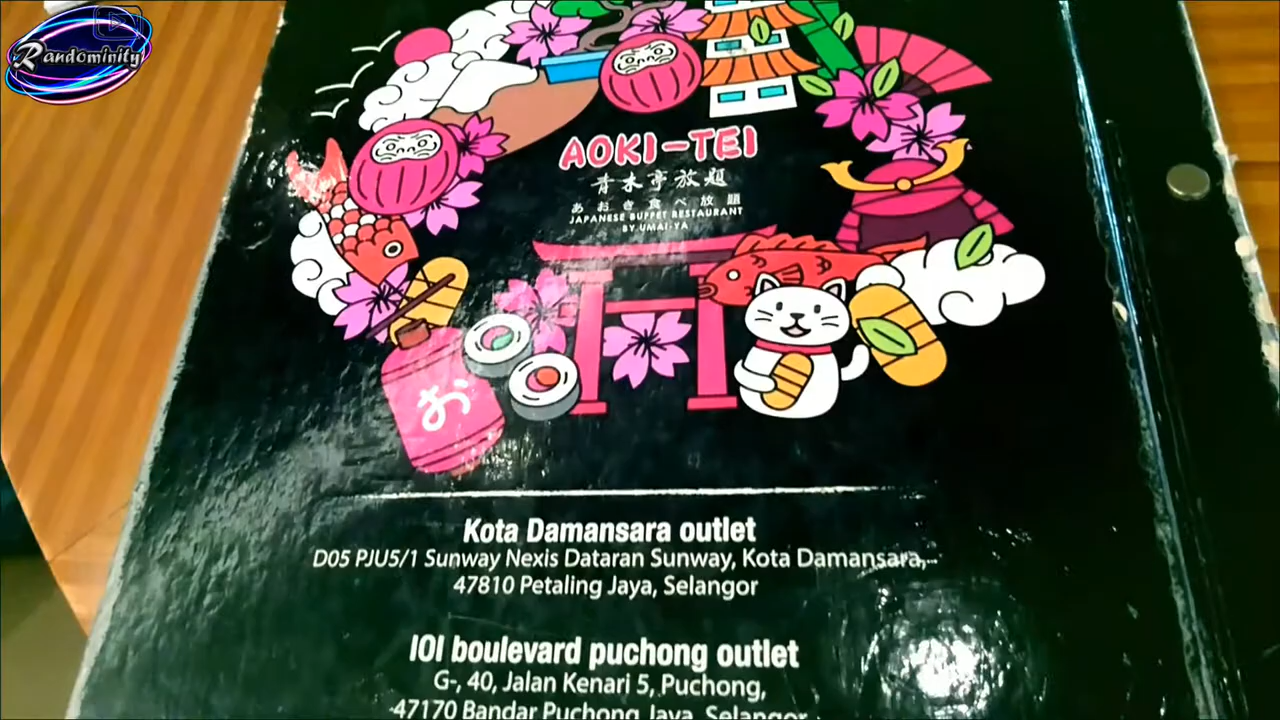 Randominity
AOKI-TEI
青木亭放題
あおき食べ放題
JAPANESE BUFFET RESTAURANT
BY UMAI-YA
お
Kota Damansara outlet
D05 PJU5/1 Sunway Nexis Dataran Sunway, Kota Damansara,
47810 Petaling Jaya, Selangor
IOI boulevard puchong outlet
G-, 40, Jalan Kenari 5, Puchong,
47170 Bandar Puchong Jaya, Selangor